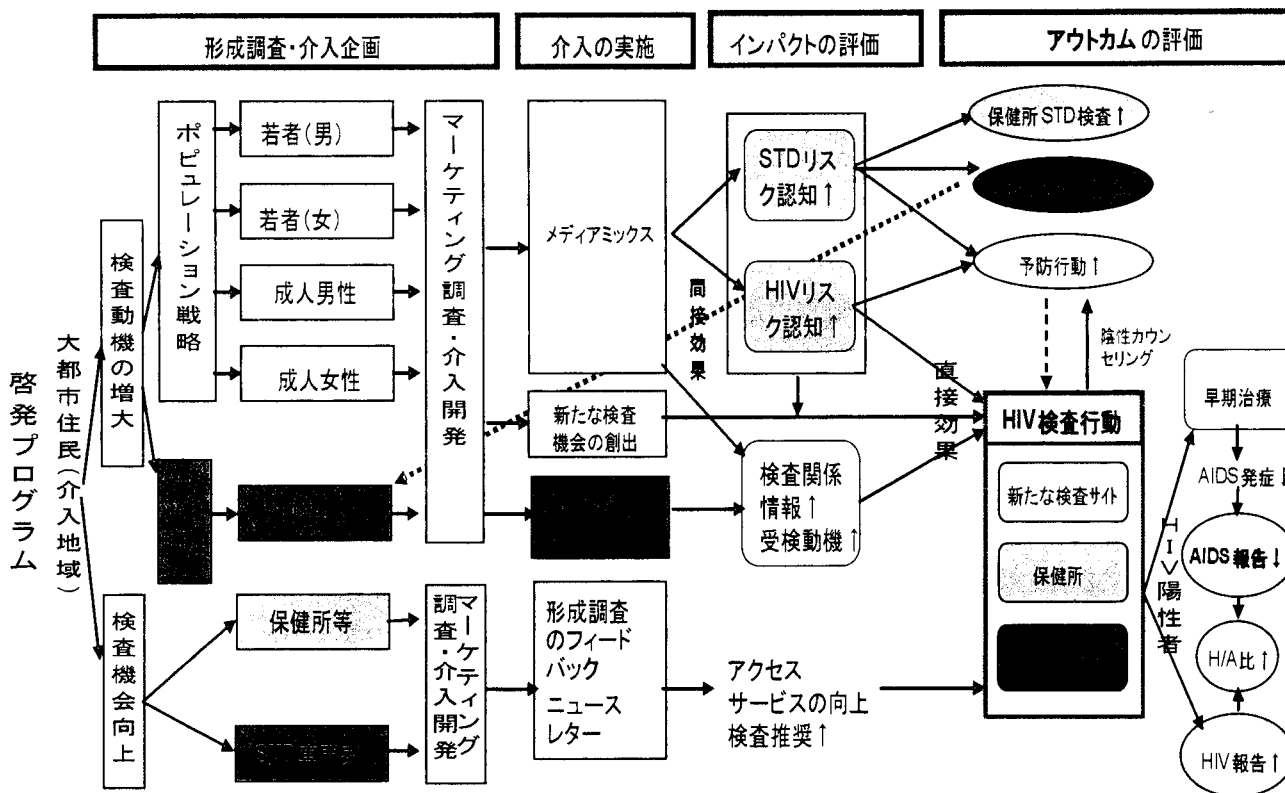 形成調査・介入企画
介入の実施
インパクトの評価
アウトカムの評価
啓発プログラム
大都市住民(介入地域)
検査動機の増大
検査機会向上
ポピュレーション戦略
若者(男)
若者(女)
成人男性
成人女性
マーケティング調査・介入開発
保健所等
マーケティング
調査・介入開発
メディアミックス
新たな検査
機会の創出
形成調査
のフィード
バック
ニュース
レター
間接効果
STDリス
ク認知↑
HIVリス
ク認知↑
検査関係
情報↑
受検動機↑
アクセス
サービスの向上
検査推奨↑
直接効果
保健所STD検査↑
予防行動↑
陰性カウン
セリング
HIV検査行動
新たな検査サイト
保健所
HIV陽性者
早期治療
AIDS発症↓
AIDS報告↓
H/A比↑
HIV報告↑